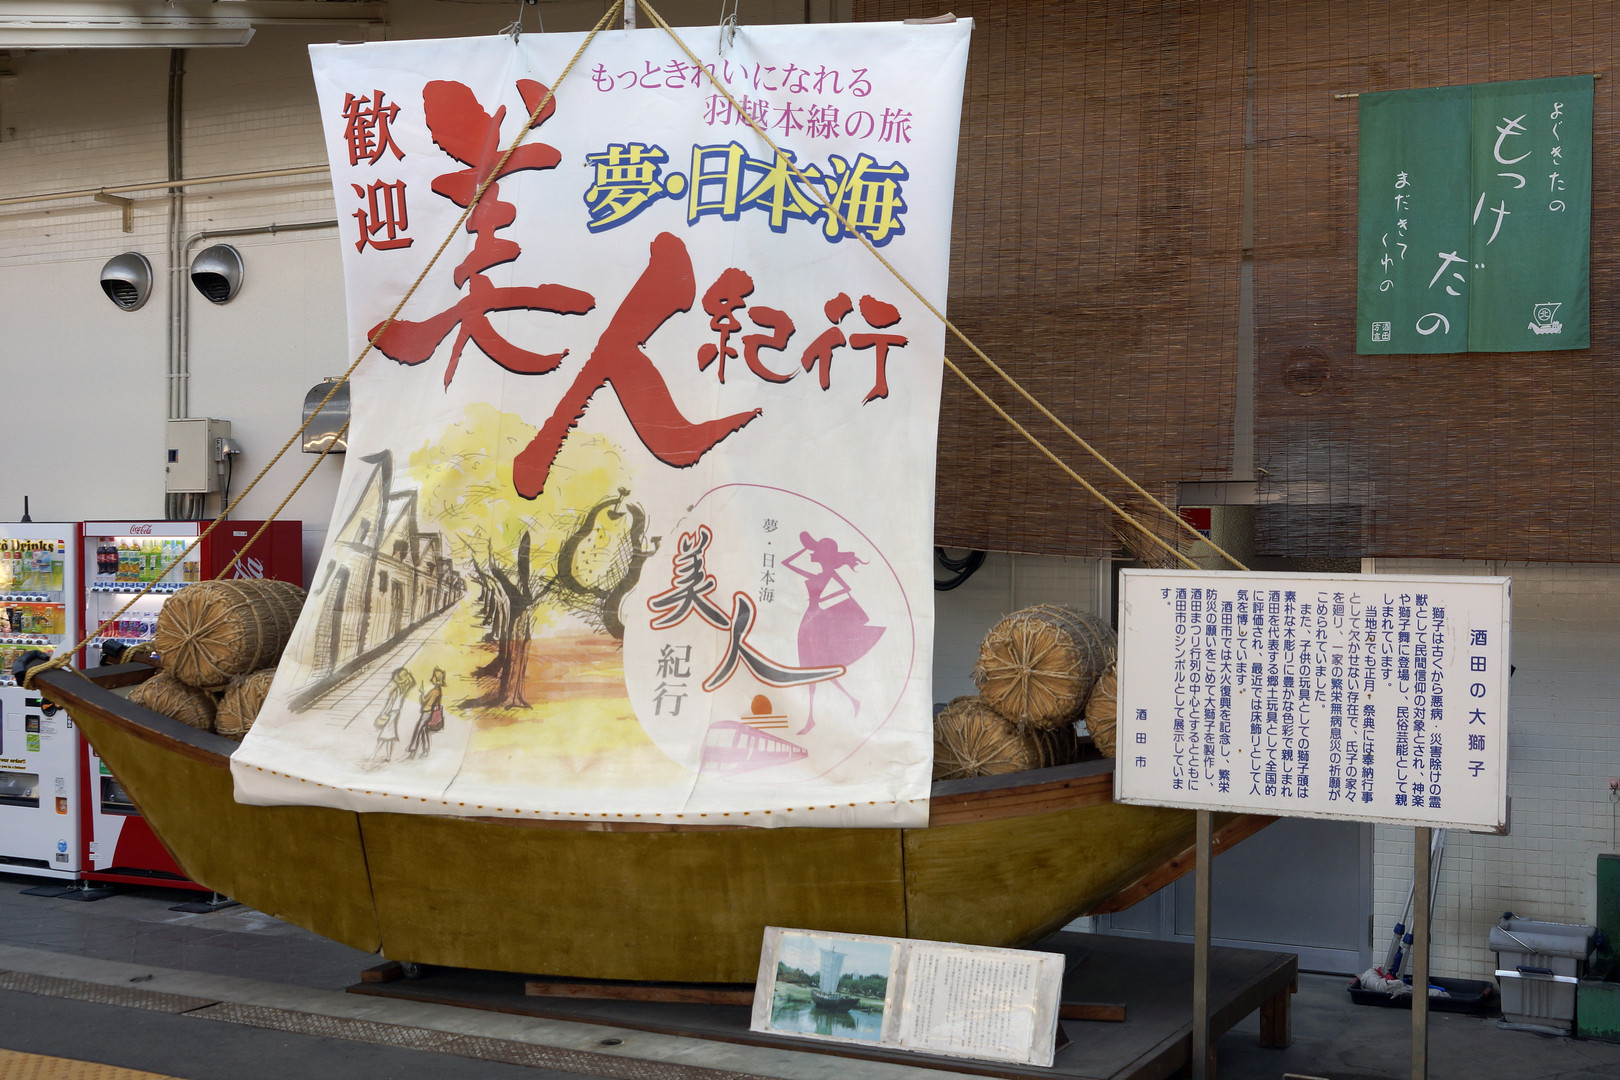 歓迎
美人紀行
もっときれいになれる
羽越本線の旅
夢・日本海
夢・日本海
美人
紀行
よぐきたの
もっけだの
まだきて
くれの
酒田
方言
北
Coca-Cola
Drinks
酒田の大獅子
獅子は古くから悪病・災害除けの霊
獣として民間信仰の対象とされ、神楽
や獅子舞に登場し、民俗芸能として親
しまれています。
当地方でも正月・祭典には奉納行事
として欠かせない存在で、氏子の家々
を廻り、一家の繁栄無病息災の祈願が
こめられていました。
また、子供の玩具としての獅子頭は
素朴な木彫りに豊かな色彩で親しまれ
酒田を代表する郷土玩具として全国的
に評価され、最近では床飾りとして人
気を博しています。
酒田市では大火復興を記念し、繁栄
防災の願いをこめて大獅子を製作し、
酒田まつり行列の中心とするとともに
酒田市のシンボルとして展示していま
す。
酒田市